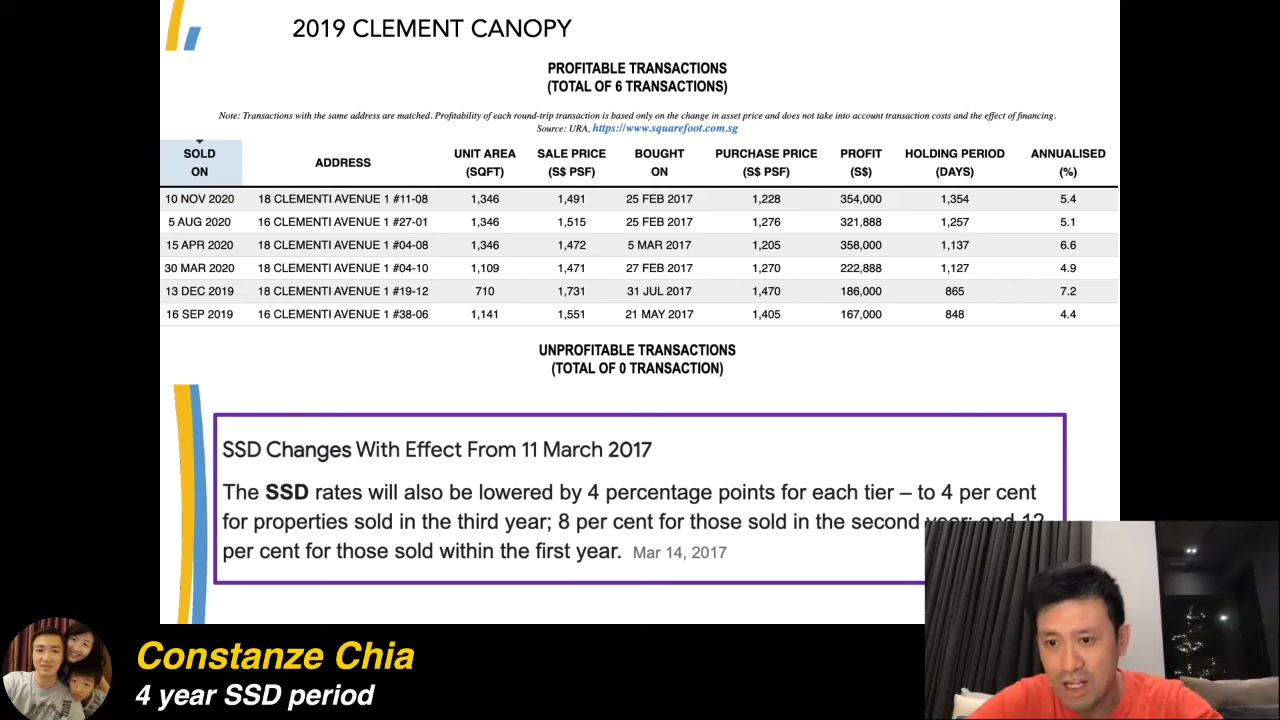 2019 CLEMENT CANOPY
PROFITABLE TRANSACTIONS
(TOTAL OF 6 TRANSACTIONS)
Note: Transactions with the same address are matched. Profitability of each round-trip transaction is based only on the change in asset price and does not take into account transaction costs and the effect of financing.
Source: URA, https://www.squarefoot.com.sg
SOLD ON ADDRESS UNIT AREA (SQFT) SALE PRICE (S$ PSF) BOUGHT ON PURCHASE PRICE (S$ PSF) PROFIT (S$) HOLDING PERIOD (DAYS) ANNUALISED (%)
10 NOV 2020 18 CLEMENTI AVENUE 1 #11-08 1,346 1,491 25 FEB 2017 1,228 354,000 1,354 5.4
5 AUG 2020 16 CLEMENTI AVENUE 1 #27-01 1,346 1,515 25 FEB 2017 1,276 321,888 1,257 5.1
15 APR 2020 18 CLEMENTI AVENUE 1 #04-08 1,346 1,472 5 MAR 2017 1,205 358,000 1,137 6.6
30 MAR 2020 18 CLEMENTI AVENUE 1 #04-10 1,109 1,471 27 FEB 2017 1,270 222,888 1,127 4.9
13 DEC 2019 18 CLEMENTI AVENUE 1 #19-12 710 1,731 31 JUL 2017 1,470 186,000 865 7.2
16 SEP 2019 16 CLEMENTI AVENUE 1 #38-06 1,141 1,551 21 MAY 2017 1,405 167,000 848 4.4
UNPROFITABLE TRANSACTIONS
(TOTAL OF 0 TRANSACTION)
SSD Changes With Effect From 11 March 2017
The SSD rates will also be lowered by 4 percentage points for each tier – to 4 per cent
for properties sold in the third year; 8 per cent for those sold in the second year; and 12
per cent for those sold within the first year. Mar 14, 2017
Constanze Chia
4 year SSD period